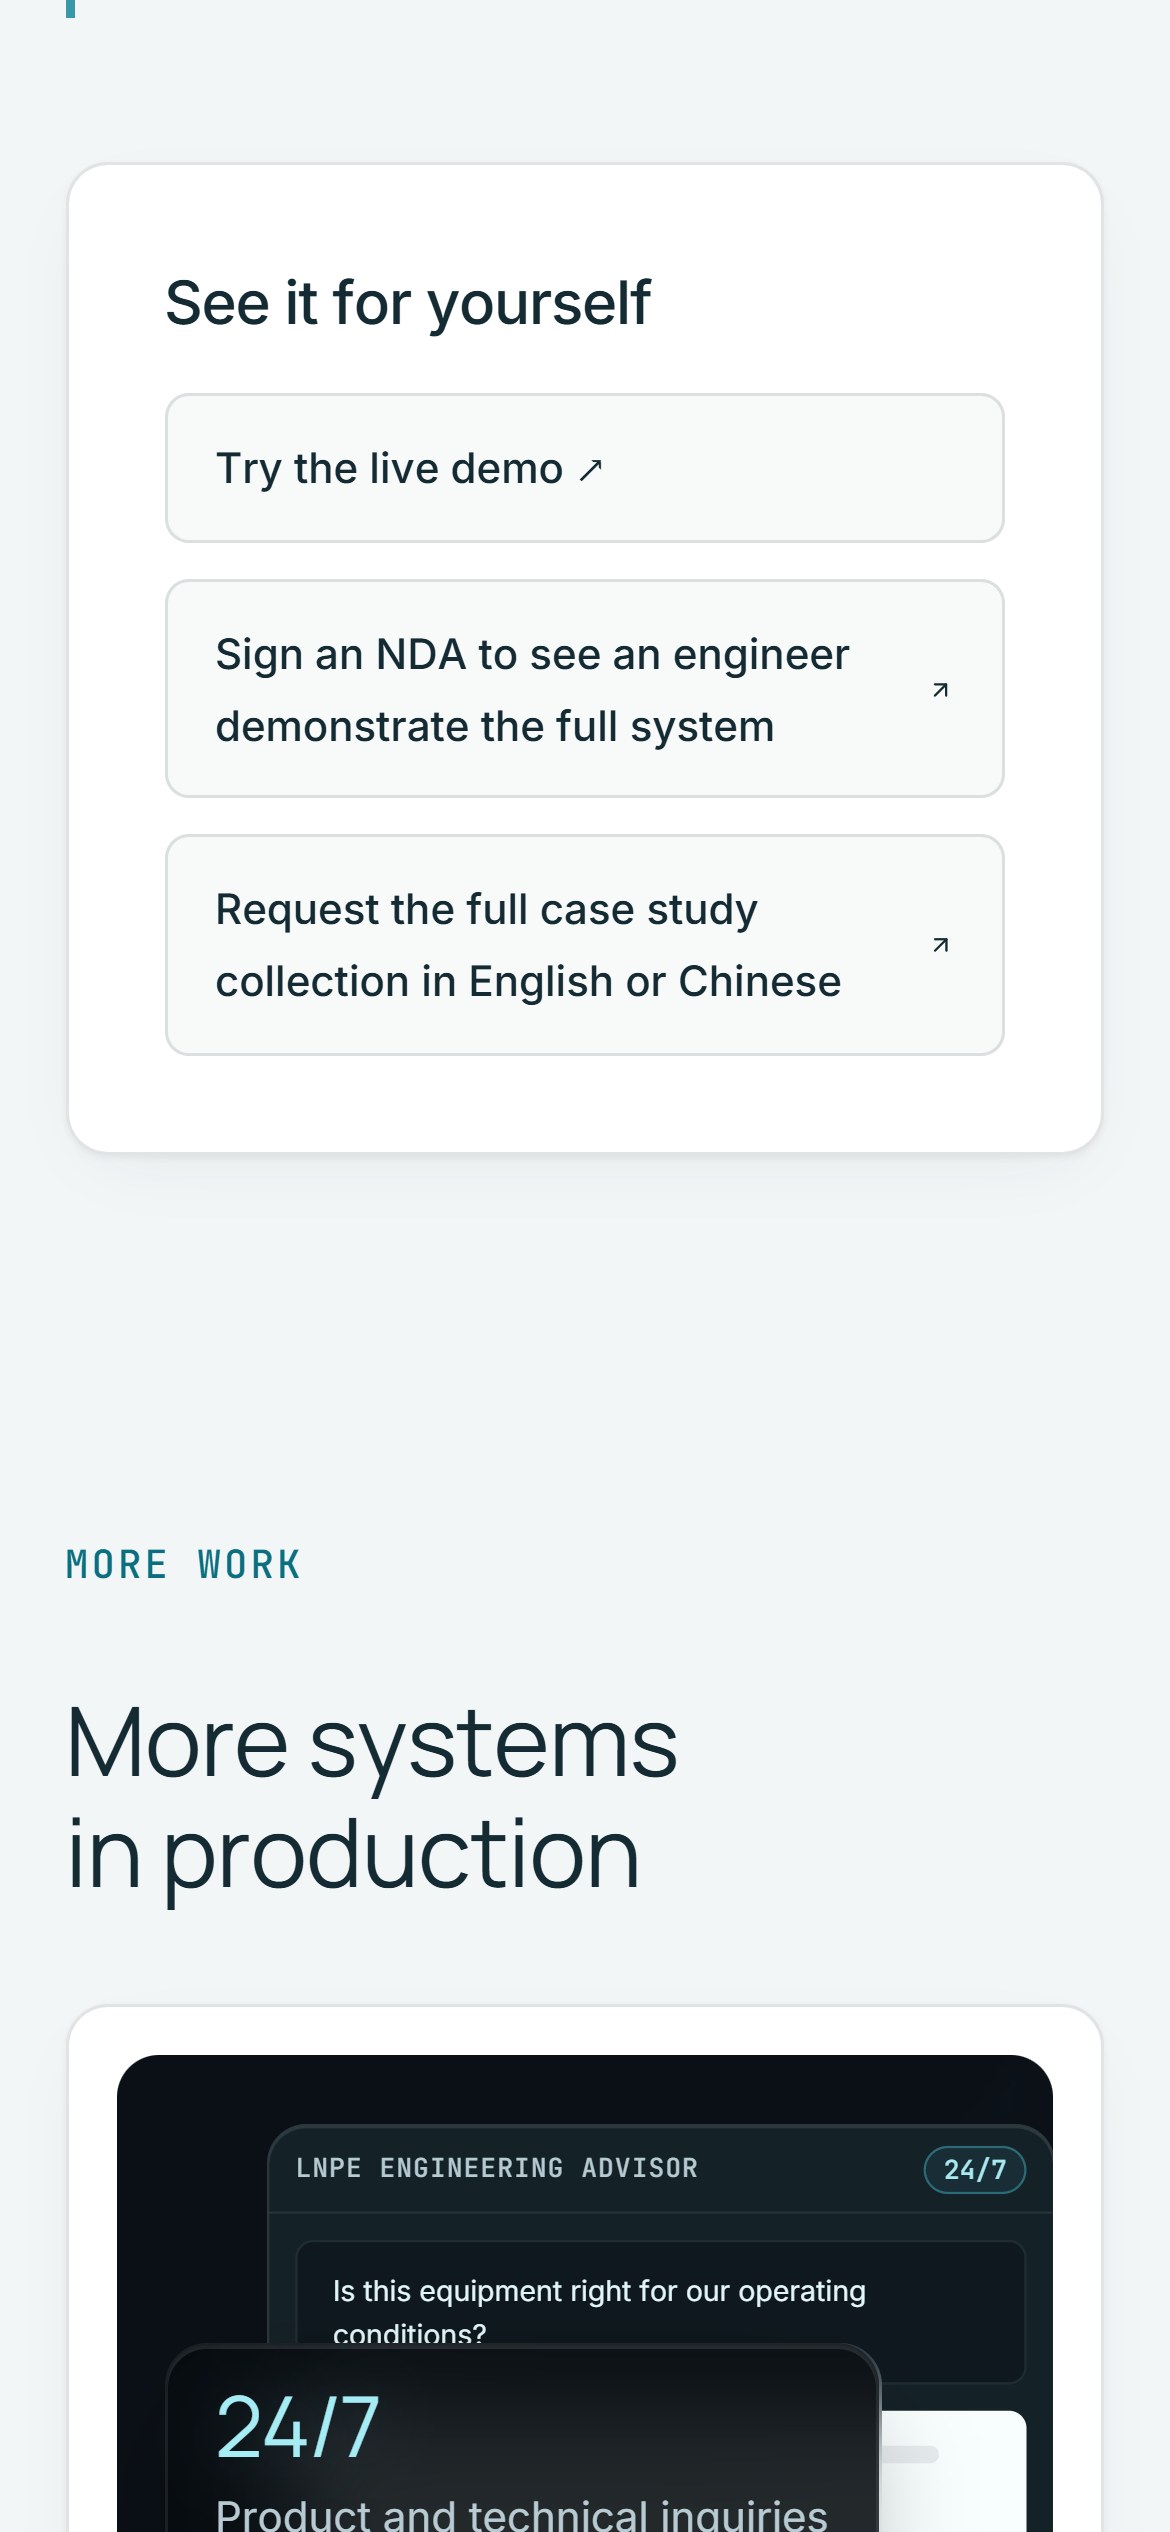 See it for yourself
Try the live demo ↗
Sign an NDA to see an engineer
demonstrate the full system
Request the full case study
collection in English or Chinese
MORE WORK
More systems
in production
LNPE ENGINEERING ADVISOR
24/7
Is this equipment right for our operating
conditions?
24/7
Product and technical inquiries